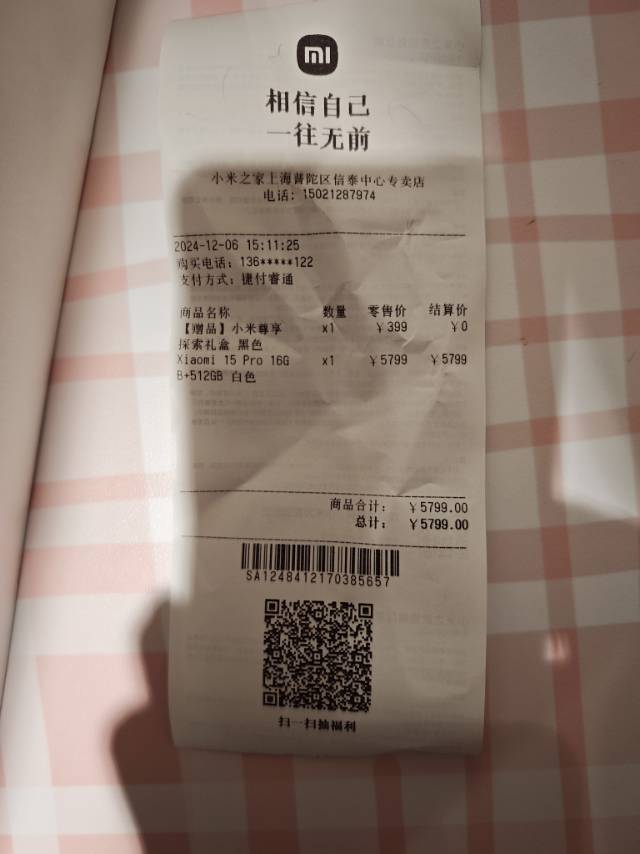 mi
相信自己
一往无前
小米之家上海普陀区信泰中心专卖店
电话：15021287974
2024-12-06 15:11:25
购买电话：136*****122
支付方式：捷付睿通
商品名称 数量 零售价 结算价
【赠品】小米尊享 x1 ￥399 ￥0
探索礼盒 黑色
Xiaomi 15 Pro 16G x1 ￥5799 ￥5799
B+512GB 白色
商品合计： ￥5799.00
总计： ￥5799.00
SA1248412170385657
扫一扫抽福利